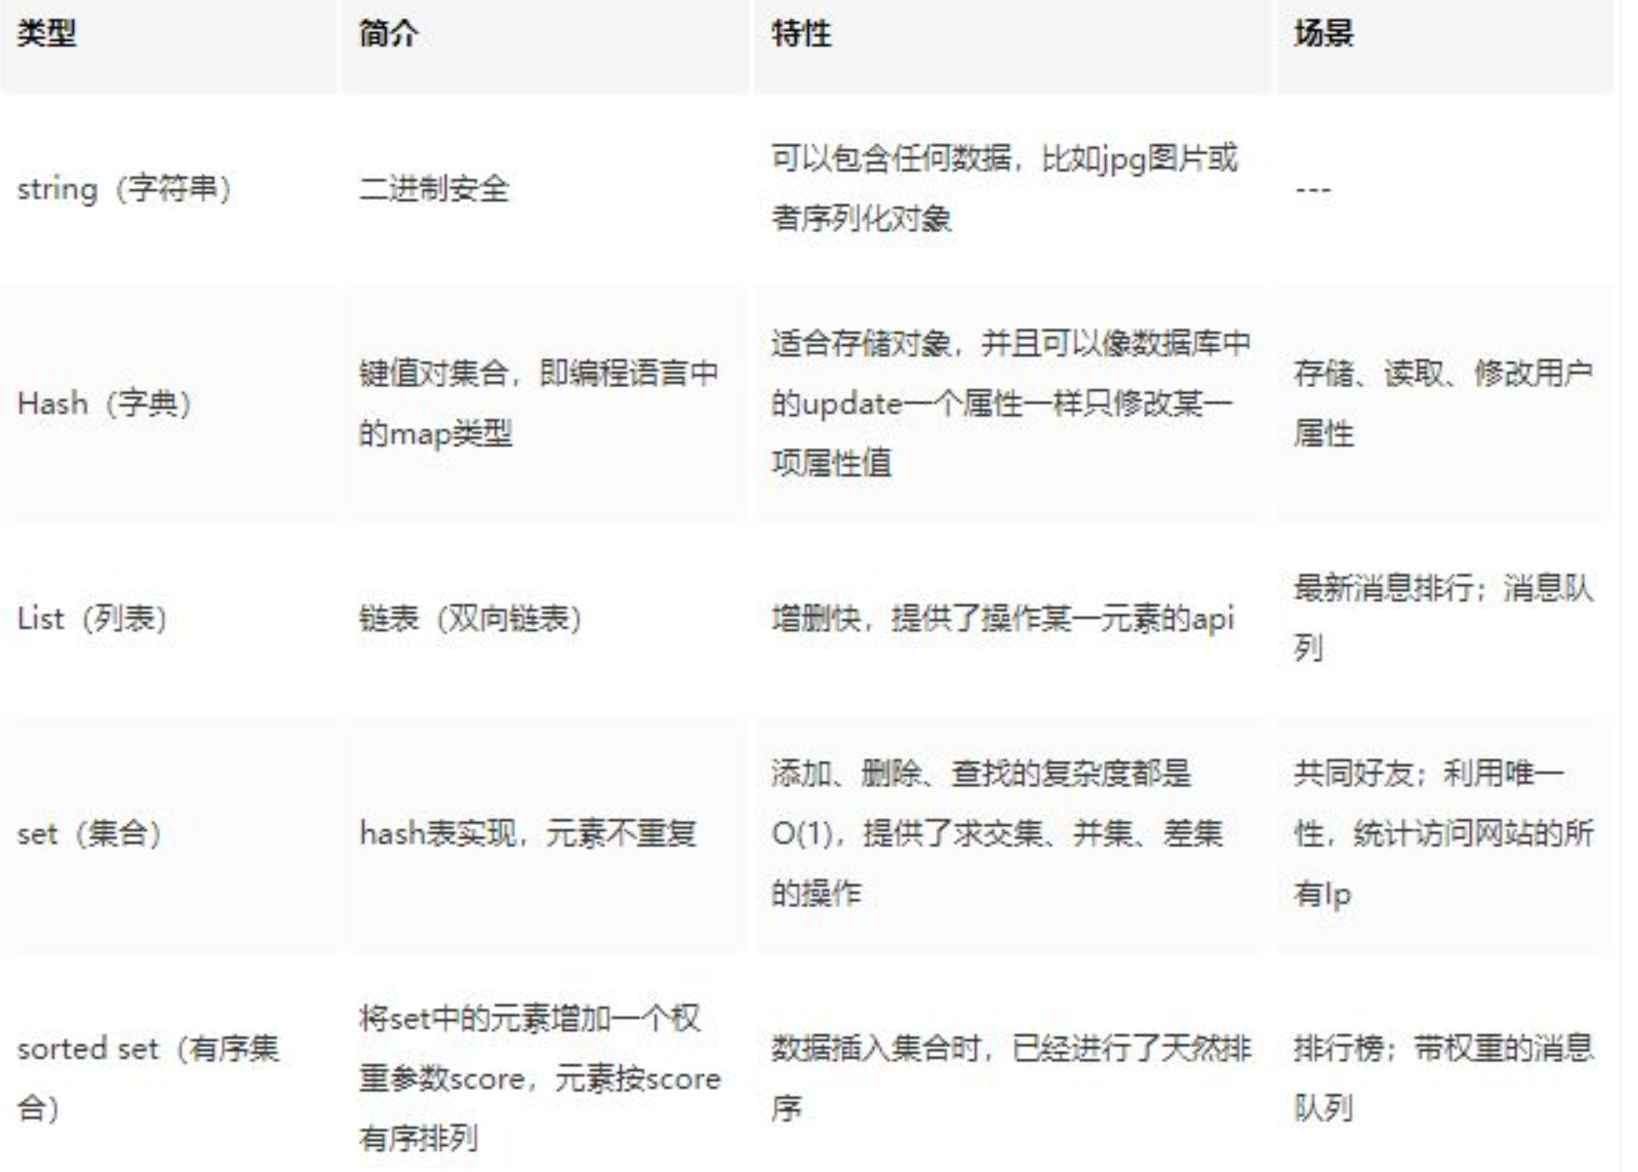 类型 简介 特性 场景
string（字符串） 二进制安全 可以包含任何数据，比如jpg图片或
者序列化对象 ---
Hash（字典） 键值对集合，即编程语言中
的map类型 适合存储对象，并且可以像数据库中
的update一个属性一样只修改某一
项属性值 存储、读取、修改用户
属性
List（列表） 链表（双向链表） 增删快，提供了操作某一元素的api 最新消息排行；消息队
列
set（集合） hash表实现，元素不重复 添加、删除、查找的复杂度都是
O(1)，提供了求交集、并集、差集
的操作 共同好友；利用唯一
性，统计访问网站的所
有Ip
sorted set（有序集
合） 将set中的元素增加一个权
重参数score，元素按score
有序排列 数据插入集合时，已经进行了天然排
序 排行榜；带权重的消息
队列